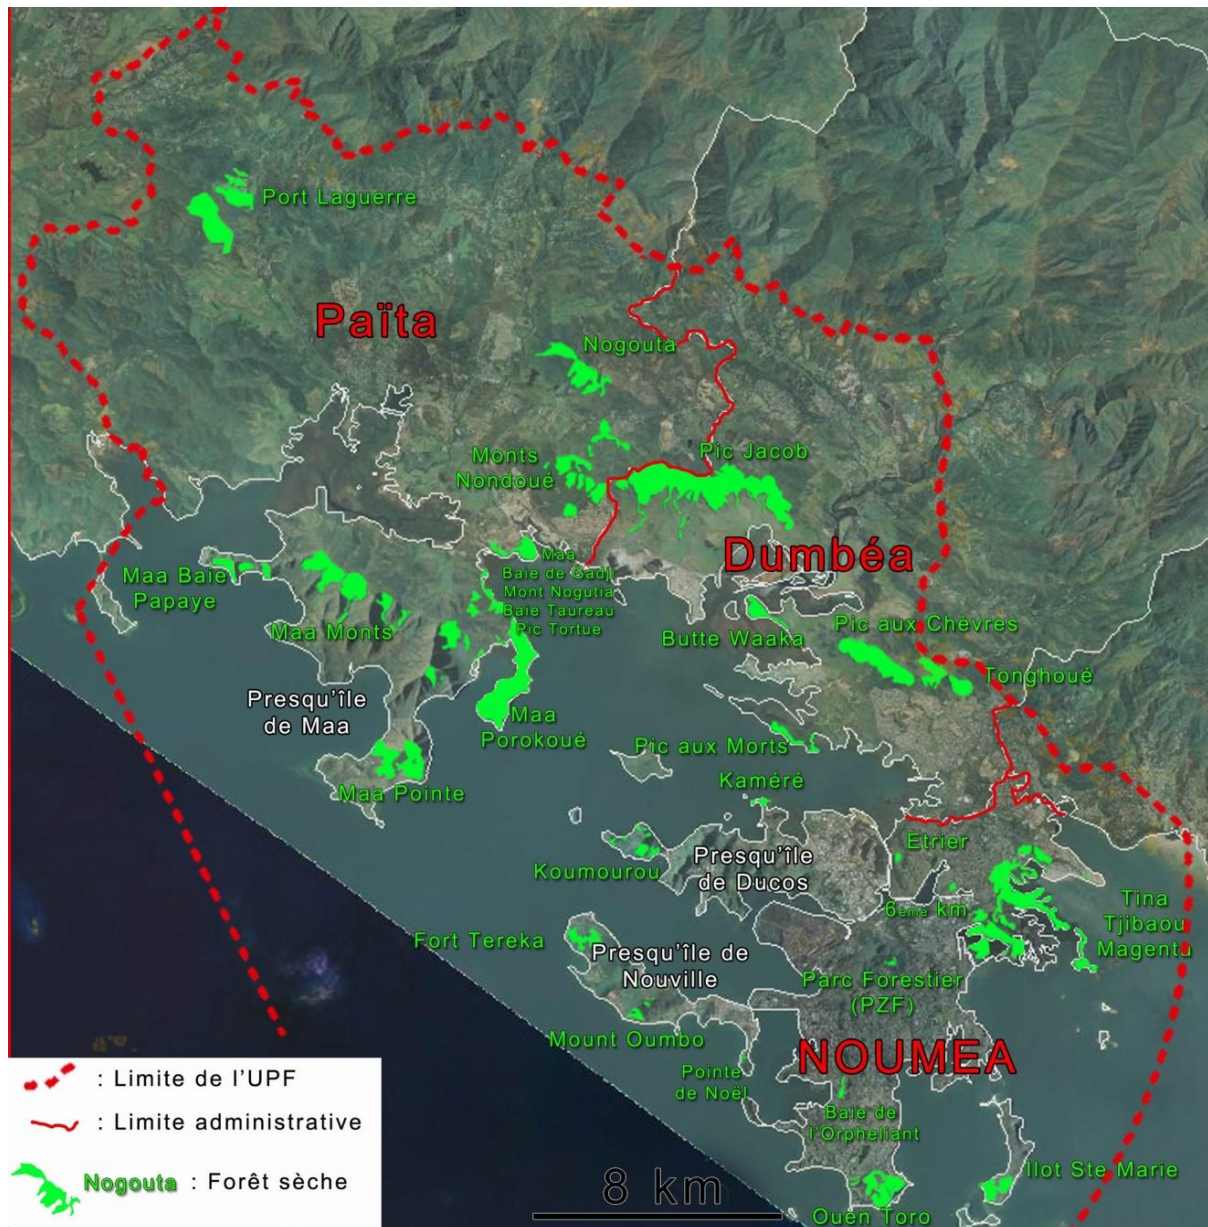 Port Laguerre
Païta
Nogouta
Monts
Nondoué
Pic Jacob
Dumbéa
Maa
Baie de Gadji
Mont Nogutia
Baie Taureau
Pic Tortue
Maa Baie
Papaye
Maa Monts
Butte Waaka
Pic aux Chèvres
Tonghoué
Presqu'île
de Maa
Maa
Porokoué
Pic aux Morts
Maa Pointe
Kaméré
Etrier
Koumourou
Presqu'île
de Ducos
6ème km
Tina
Tjibaou
Magenta
Fort Tereka
Presqu'île de
Nouville
Parc Forestier
(PZF)
Mount Oumbo
NOUMEA
Pointe
de Noël
Baie de
l'Orpheliant
Ilot Ste Marie
Ouen Toro
8 km
: Limite de l'UPF
: Limite administrative
Nogouta : Forêt sèche